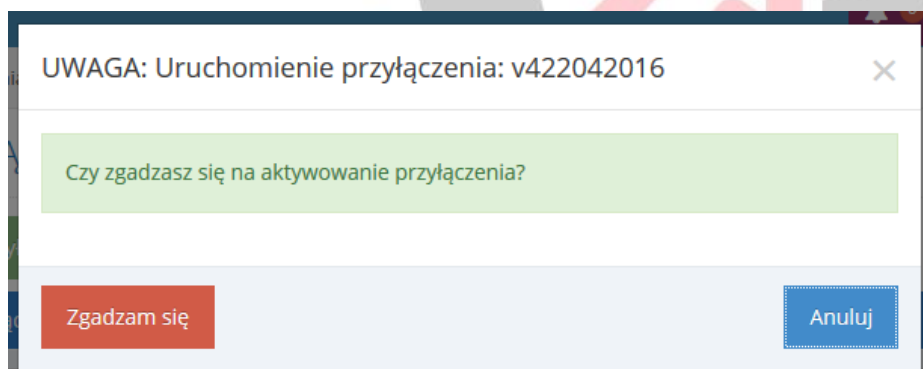 UWAGA: Uruchomienie przyłączenia: v422042016
Czy zgadzasz się na aktywowanie przyłączenia?
Zgadzam się
Anuluj